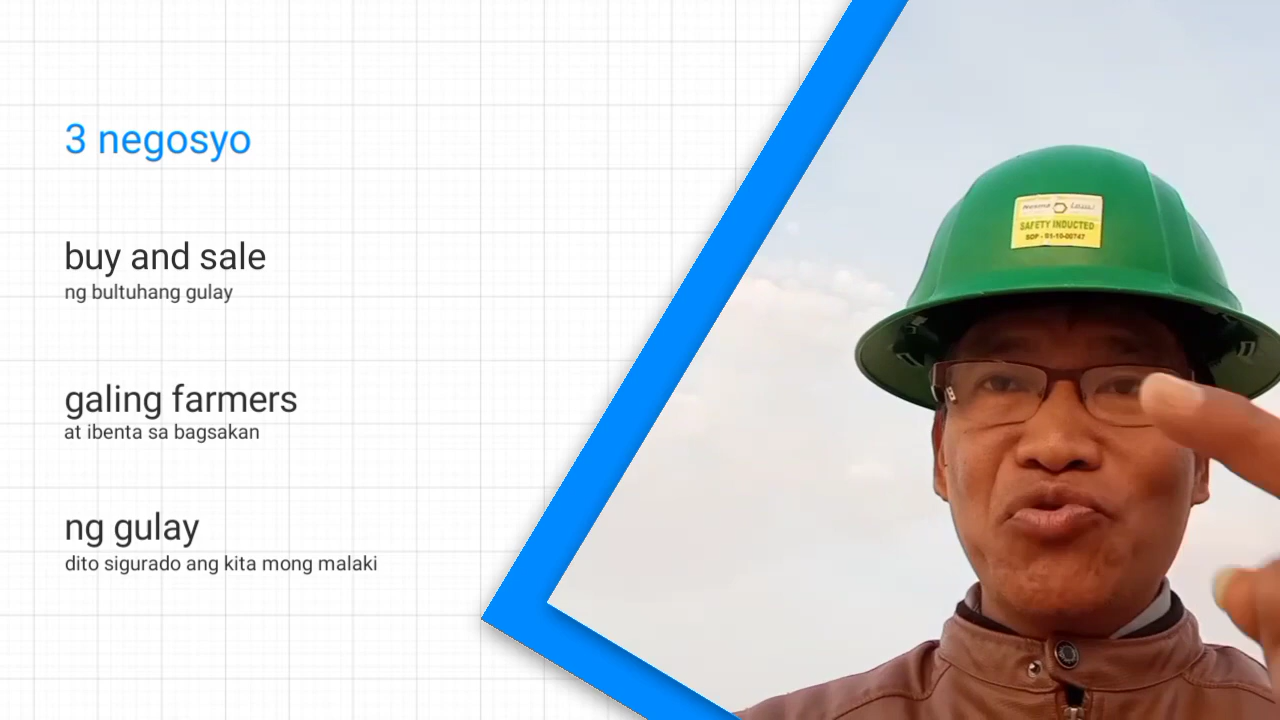 3 negosyo
buy and sale
ng bultuhang gulay
galing farmers
at ibenta sa bagsakan
ng gulay
dito sigurado ang kita mong malaki
SAFETY INDUCTED